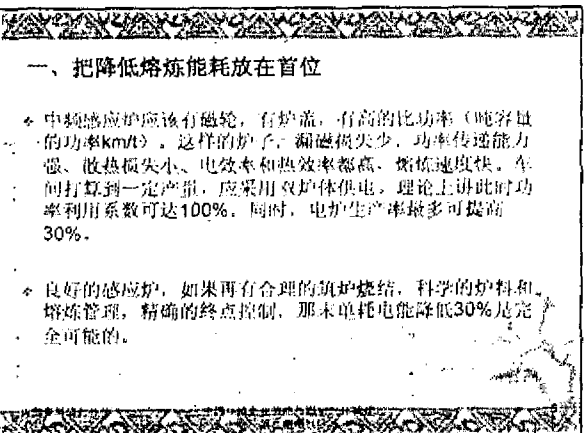 一、把降低熔炼能耗放在首位
中频感应炉应该有磁轮，有炉盖，有高的比功率（吨容量
的功率km/t）。这样的炉子，漏磁损失少，功率传递能力
强、散热损失小、电效率和热效率都高、熔炼速度快。车
间打算到一定产量，应采用双炉体供电，理论上讲此时功
率利用系数可达100%。同时，电炉生产率最多可提高
30%。
良好的感应炉，如果再有合理的筑炉烧结，科学的炉料和
熔炼管理，精确的终点控制，那末单耗电能降低30%是完
全可能的。